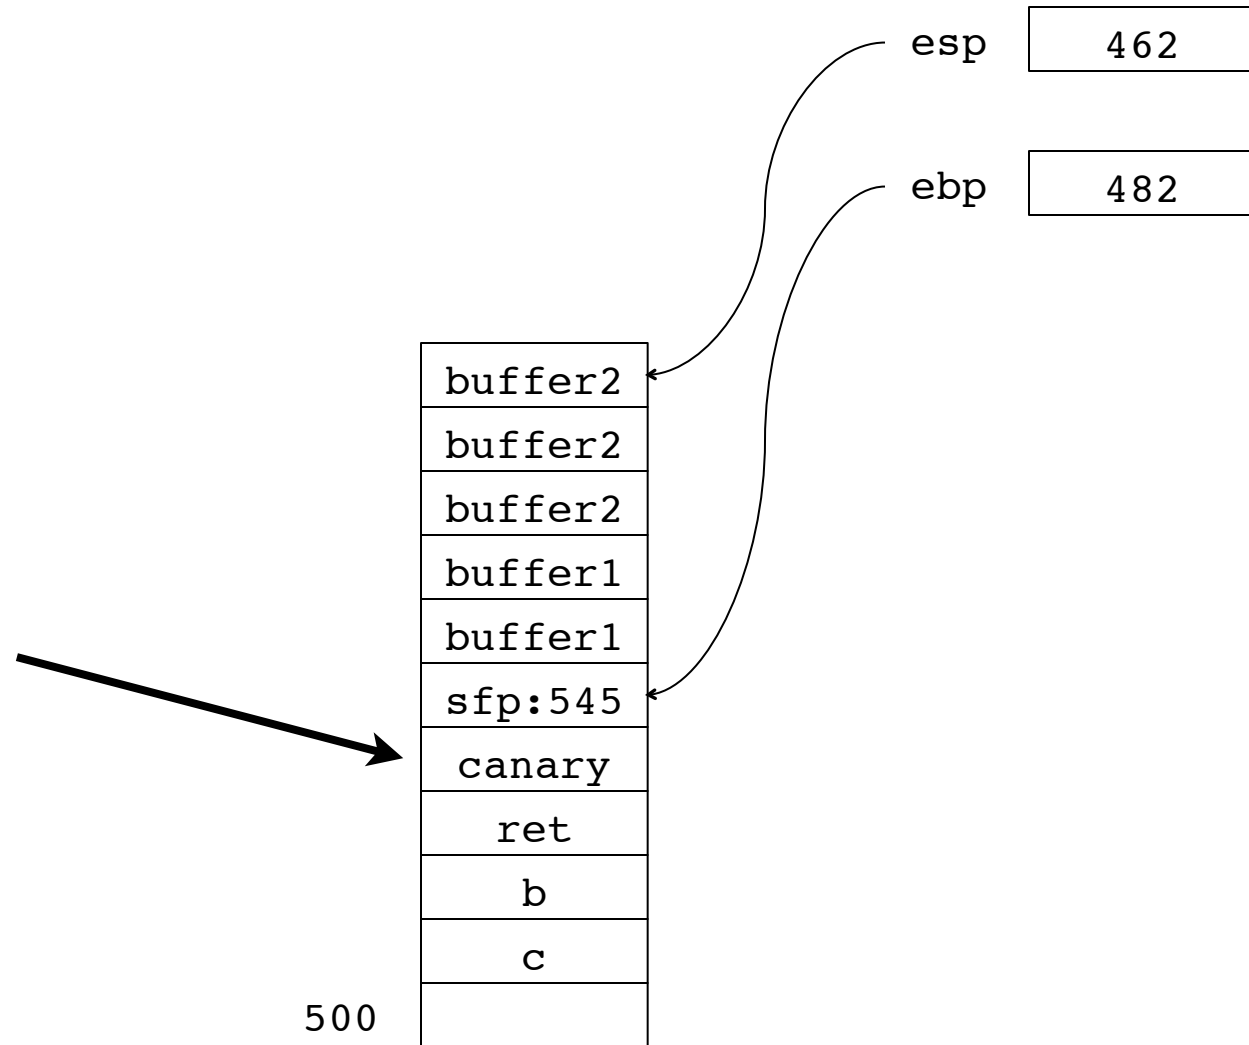 esp 462
ebp 482
buffer2
buffer2
buffer2
buffer1
buffer1
sfp:545
canary
ret
b
c
500